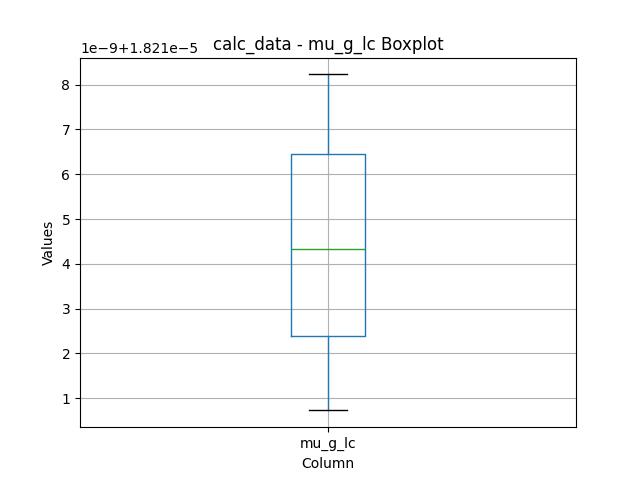 calc_data - mu_g_lc Boxplot
1e−9+1.821e−5
8
7
6
5
4
3
2
1
Values
mu_g_lc
Column